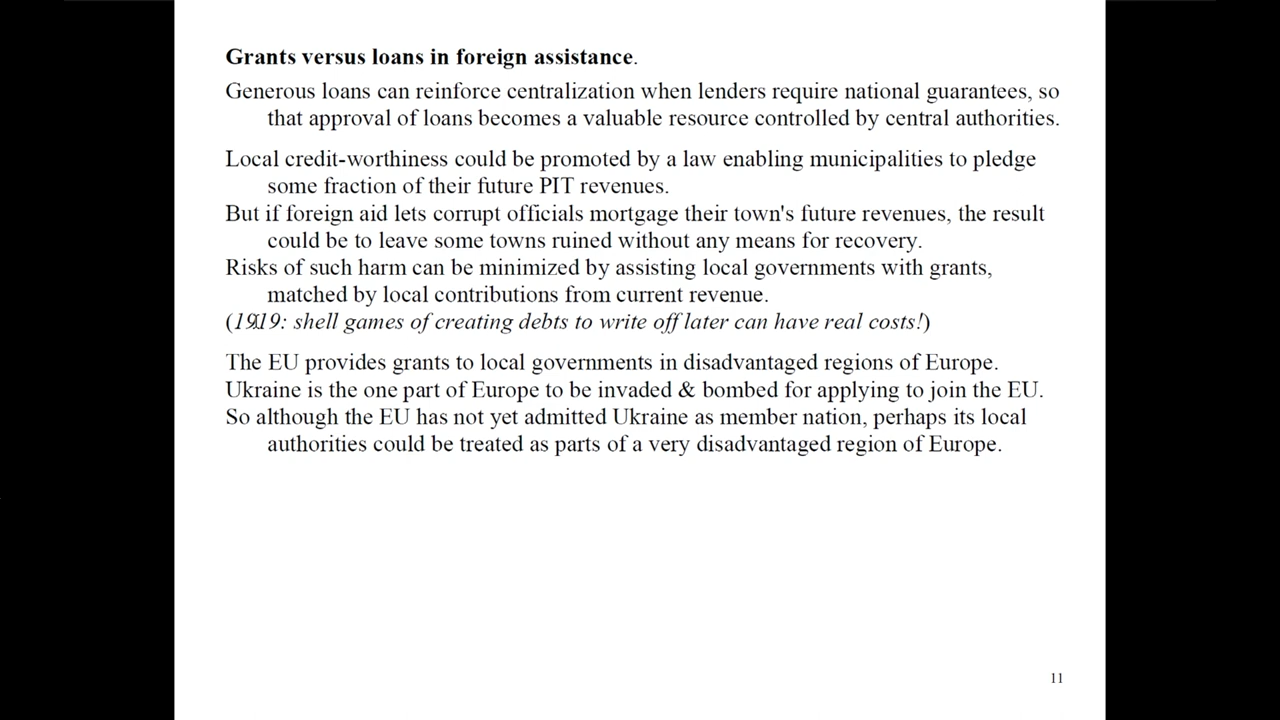 Grants versus loans in foreign assistance.
Generous loans can reinforce centralization when lenders require national guarantees, so
that approval of loans becomes a valuable resource controlled by central authorities.
Local credit-worthiness could be promoted by a law enabling municipalities to pledge
some fraction of their future PIT revenues.
But if foreign aid lets corrupt officials mortgage their town's future revenues, the result
could be to leave some towns ruined without any means for recovery.
Risks of such harm can be minimized by assisting local governments with grants,
matched by local contributions from current revenue.
(1919: shell games of creating debts to write off later can have real costs!)
The EU provides grants to local governments in disadvantaged regions of Europe.
Ukraine is the one part of Europe to be invaded & bombed for applying to join the EU.
So although the EU has not yet admitted Ukraine as member nation, perhaps its local
authorities could be treated as parts of a very disadvantaged region of Europe.
11